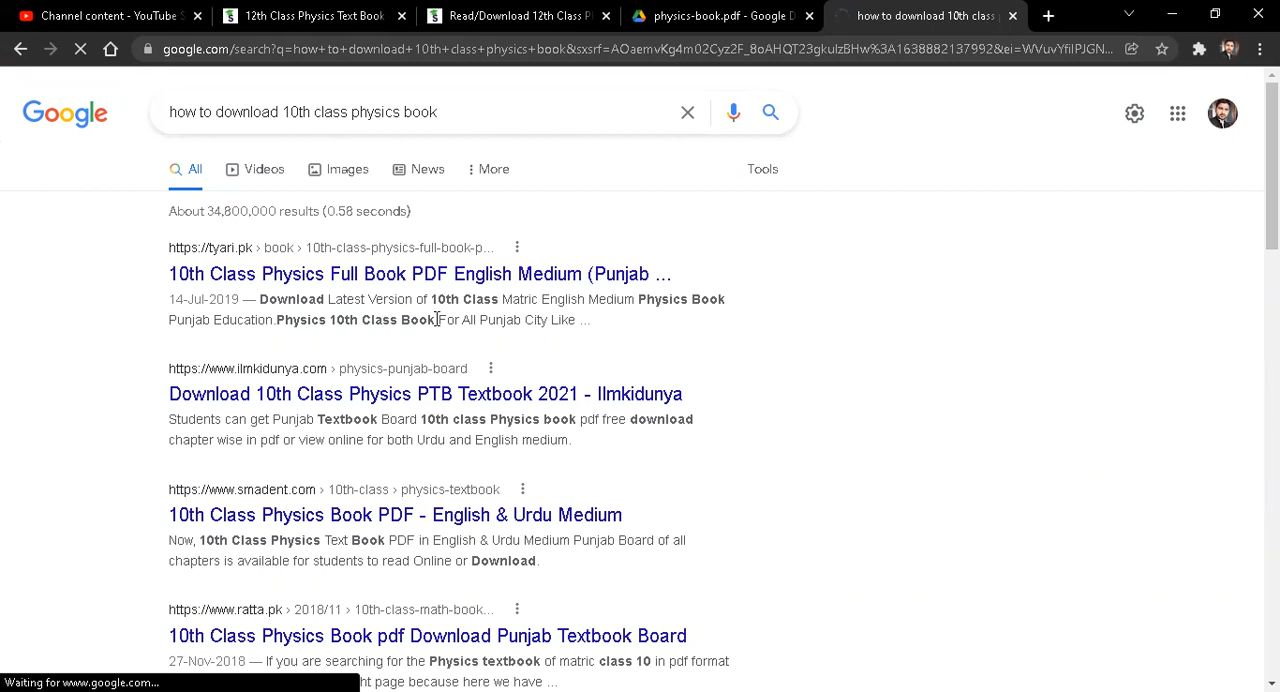 Channel content - YouTube S
12th Class Physics Text Book
Read/Download 12th Class P
physics-book.pdf - Google D
how to download 10th class
google.com/search?q=how+to+download+10th+class+physics+book&sxsrf=AOaemvKg4m02Cyz2F_8oAHQT23gkulzBHw%3A1638882137992&ei=WVuvYfilPJGN...
Google
how to download 10th class physics book
All
Videos
Images
News
More
Tools
About 34,800,000 results (0.58 seconds)
https://tyari.pk › book › 10th-class-physics-full-book-p...
10th Class Physics Full Book PDF English Medium (Punjab ...
14-Jul-2019 — Download Latest Version of 10th Class Matric English Medium Physics Book
Punjab Education.Physics 10th Class Book For All Punjab City Like ...
https://www.ilmkidunya.com › physics-punjab-board
Download 10th Class Physics PTB Textbook 2021 - Ilmkidunya
Students can get Punjab Textbook Board 10th class Physics book pdf free download
chapter wise in pdf or view online for both Urdu and English medium.
https://www.smadent.com › 10th-class › physics-textbook
10th Class Physics Book PDF - English & Urdu Medium
Now, 10th Class Physics Text Book PDF in English & Urdu Medium Punjab Board of all
chapters is available for students to read Online or Download.
https://www.ratta.pk › 2018/11 › 10th-class-math-book...
10th Class Physics Book pdf Download Punjab Textbook Board
27-Nov-2018 — If you are searching for the Physics textbook of matric class 10 in pdf format
page because here we have ...
Waiting for www.google.com...